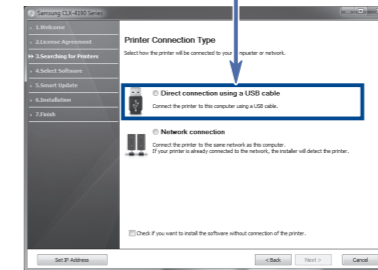 Samsung CLX-4190 Series
1.Welcome
2.License Agreement
3.Searching for Printers
4.Select Software
5.Smart Update
6.Installation
7.Finish
Printer Connection Type
Select how the printer will be connected to your computer or network.
Direct connection using a USB cable
Connect the printer to this computer using a USB cable.
Network connection
Connect the printer to the same network as this computer.
If your printer is already connected to the network, the installer will detect the printer.
Check if you want to install the software without connection of the printer.
Set IP Address
< Back
Next >
Cancel